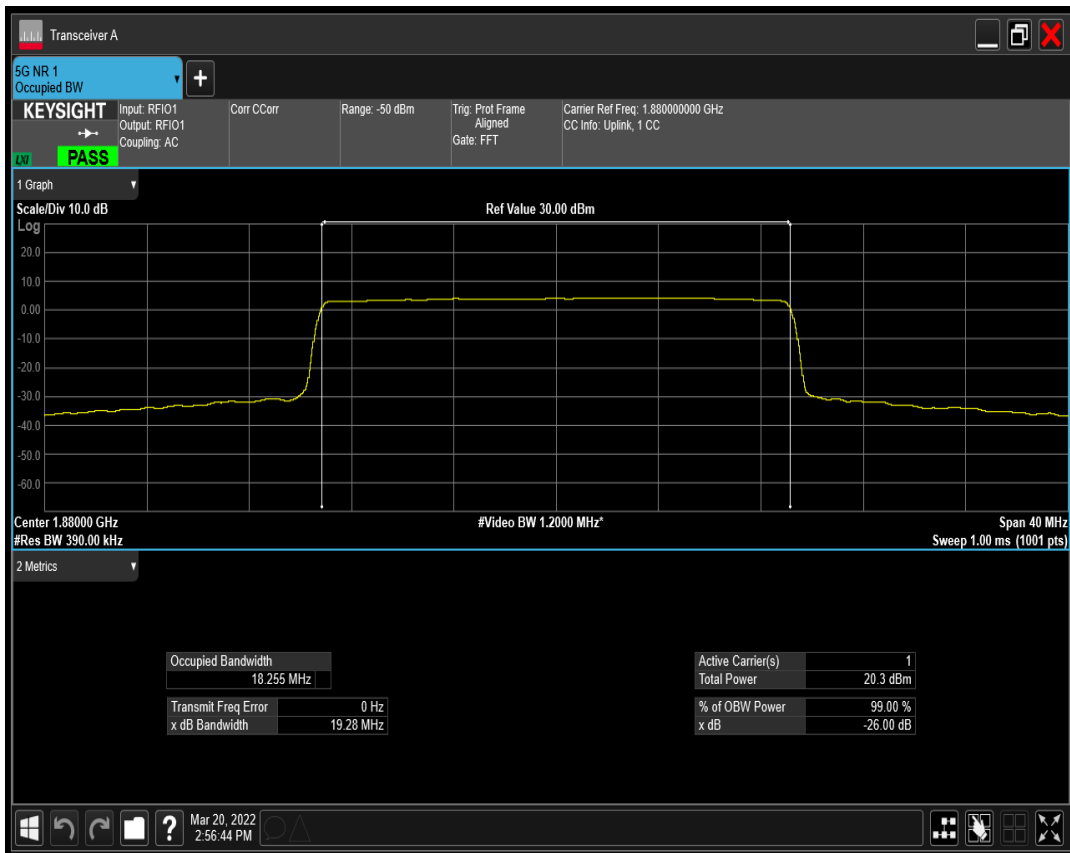 Transceiver A
5G NR 1
Occupied BW
+
KEYSIGHT
LXI
PASS
Input: RFIO1
Output: RFIO1
Coupling: AC
Corr CCorr
Range: -50 dBm
Trig: Prot Frame
Aligned
Gate: FFT
Carrier Ref Freq: 1.880000000 GHz
CC Info: Uplink, 1 CC
1 Graph
Scale/Div 10.0 dB
Ref Value 30.00 dBm
Log
20.0
10.0
0.00
-10.0
-20.0
-30.0
-40.0
-50.0
-60.0
Center 1.88000 GHz
#Video BW 1.2000 MHz*
Span 40 MHz
#Res BW 390.00 kHz
Sweep 1.00 ms (1001 pts)
2 Metrics
Occupied Bandwidth
18.255 MHz
Transmit Freq Error 0 Hz
x dB Bandwidth 19.28 MHz
Active Carrier(s) 1
Total Power 20.3 dBm
% of OBW Power 99.00 %
x dB -26.00 dB
?
Mar 20, 2022
2:56:44 PM